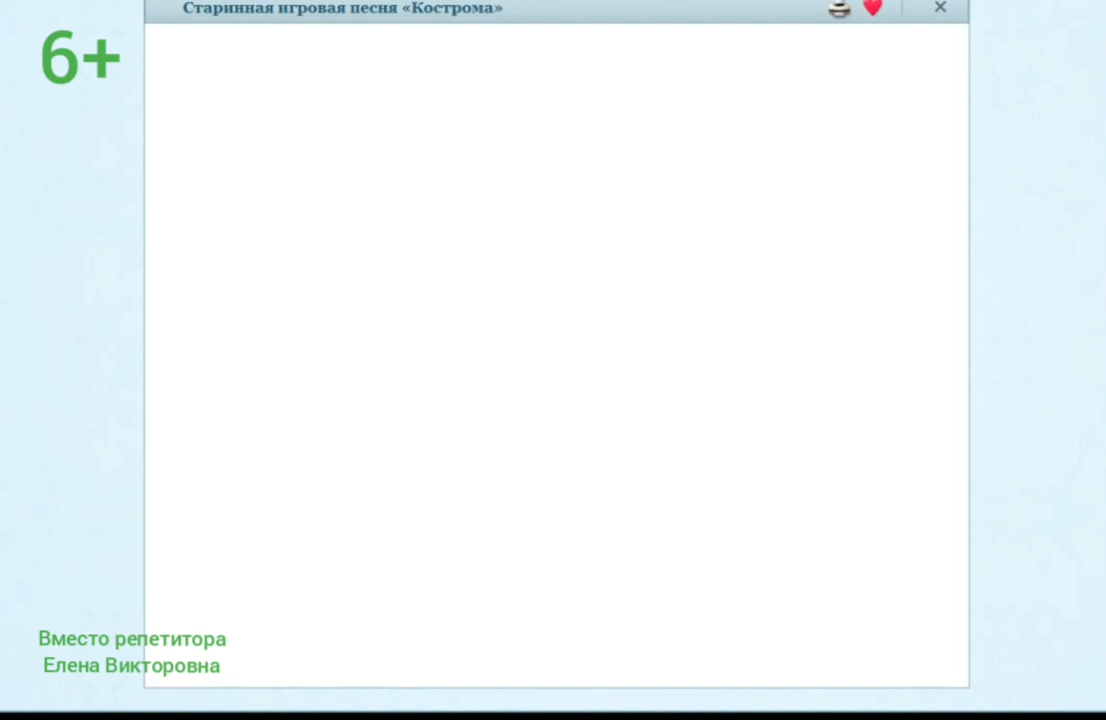 Старинная игровая песня «Кострома»
6+
Вместо репетитора
Елена Викторовна